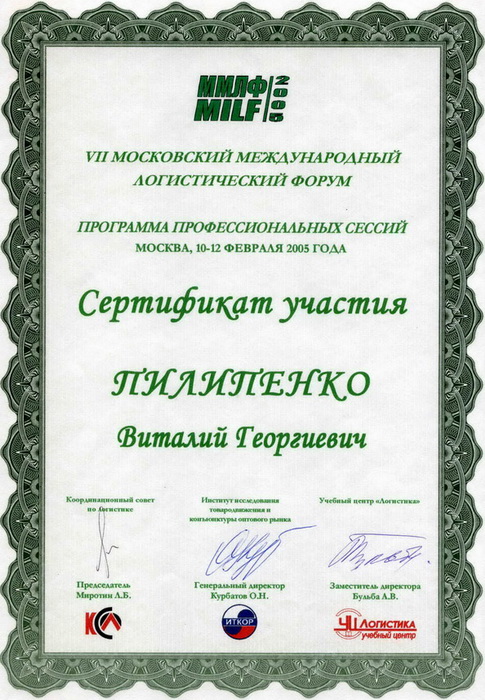 ММЛФ 2005
MILF
VII МОСКОВСКИЙ МЕЖДУНАРОДНЫЙ
ЛОГИСТИЧЕСКИЙ ФОРУМ
ПРОГРАММА ПРОФЕССИОНАЛЬНЫХ СЕССИЙ
МОСКВА, 10-12 ФЕВРАЛЯ 2005 ГОДА
Сертификат участия
ПИЛИПЕНКО
Виталий Георгиевич
Координационный совет
по логистике
Председатель
Миротин Л.Б.
КСЛ
Институт исследования
товародвижения и
конъюнктуры оптового рынка
Генеральный директор
Курбатов О.Н.
ИТКОР
Учебный центр «Логистика»
Заместитель директора
Бульба А.В.
ЛОГИСТИКА
учебный центр